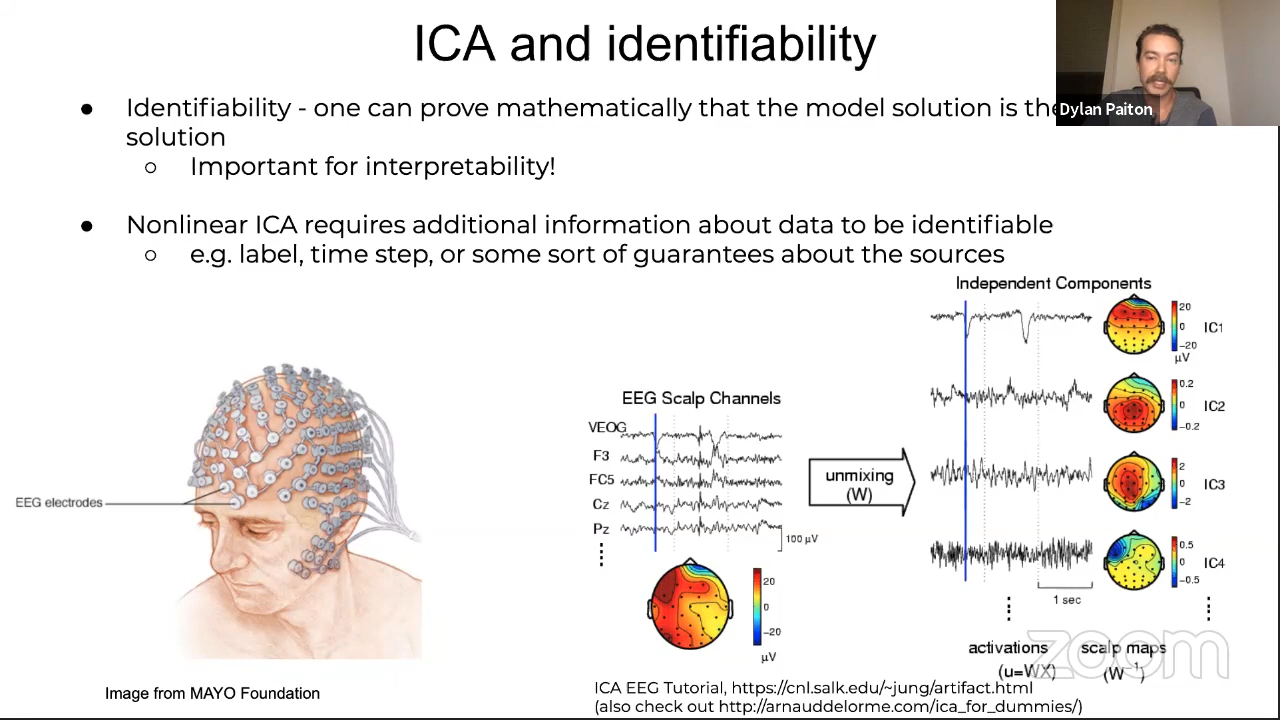 ICA and identifiability
Dylan Paiton
● Identifiability - one can prove mathematically that the model solution is the
solution
○ Important for interpretability!
● Nonlinear ICA requires additional information about data to be identifiable
○ e.g. label, time step, or some sort of guarantees about the sources
EEG electrodes
Image from MAYO Foundation
EEG Scalp Channels
VEOG
F3
FC5
Cz
Pz
100 μV
20
0
-20
μV
unmixing
(W)
Independent Components
20
0
-20
μV
IC1
0.2
0
-0.2
IC2
2
0
-2
IC3
0.5
0
-0.5
IC4
1 sec
activations
(u=WX)
scalp maps
(W⁻¹)
zoom
ICA EEG Tutorial, https://cnl.salk.edu/~jung/artifact.html
(also check out http://arnauddelorme.com/ica_for_dummies/)